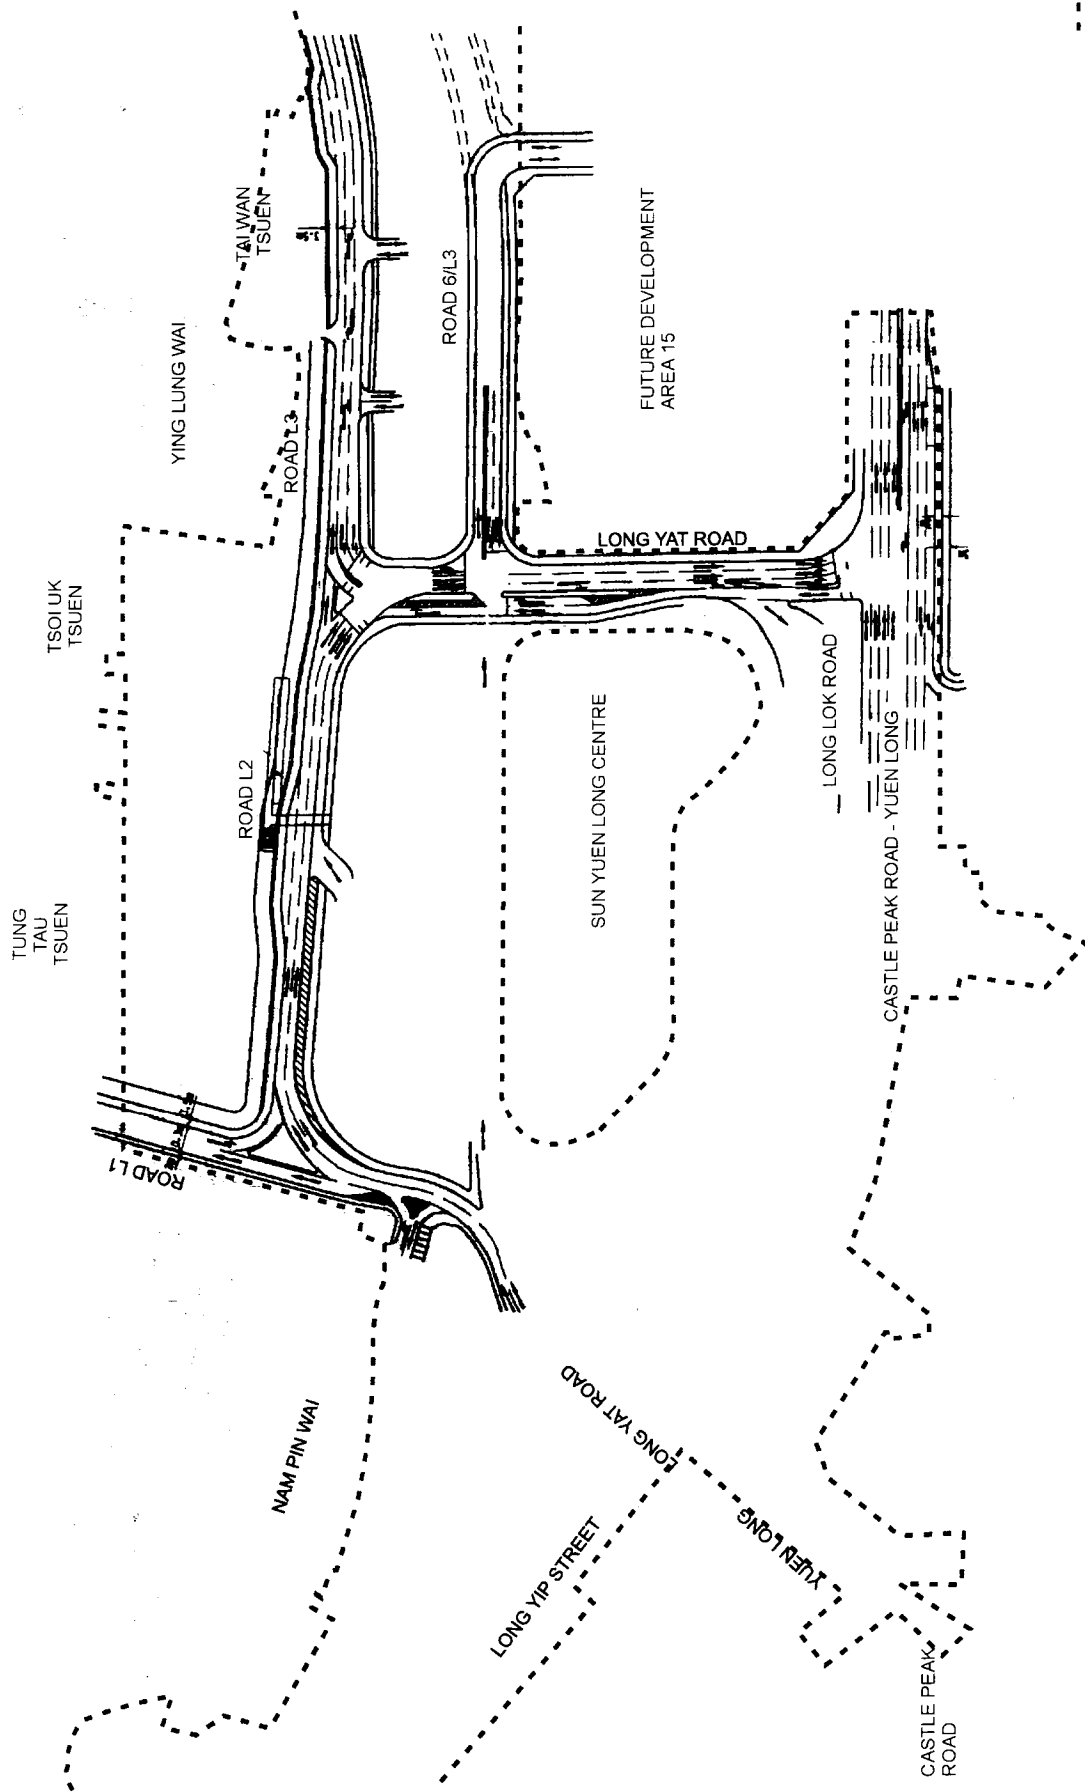 TUNG
TAU
TSUEN
TSOI UK
TSUEN
YING LUNG WAI
TAI WAN
TSUEN
ROAD L1
ROAD L2
ROAD L3
ROAD 6/L3
NAM PIN WAI
FUTURE DEVELOPMENT
AREA 15
LONG YAT ROAD
SUN YUEN LONG CENTRE
LONG LOK ROAD
CASTLE PEAK ROAD - YUEN LONG
LONG YAT ROAD
LONG YIP STREET
YUEN LONG
CASTLE PEAK
ROAD